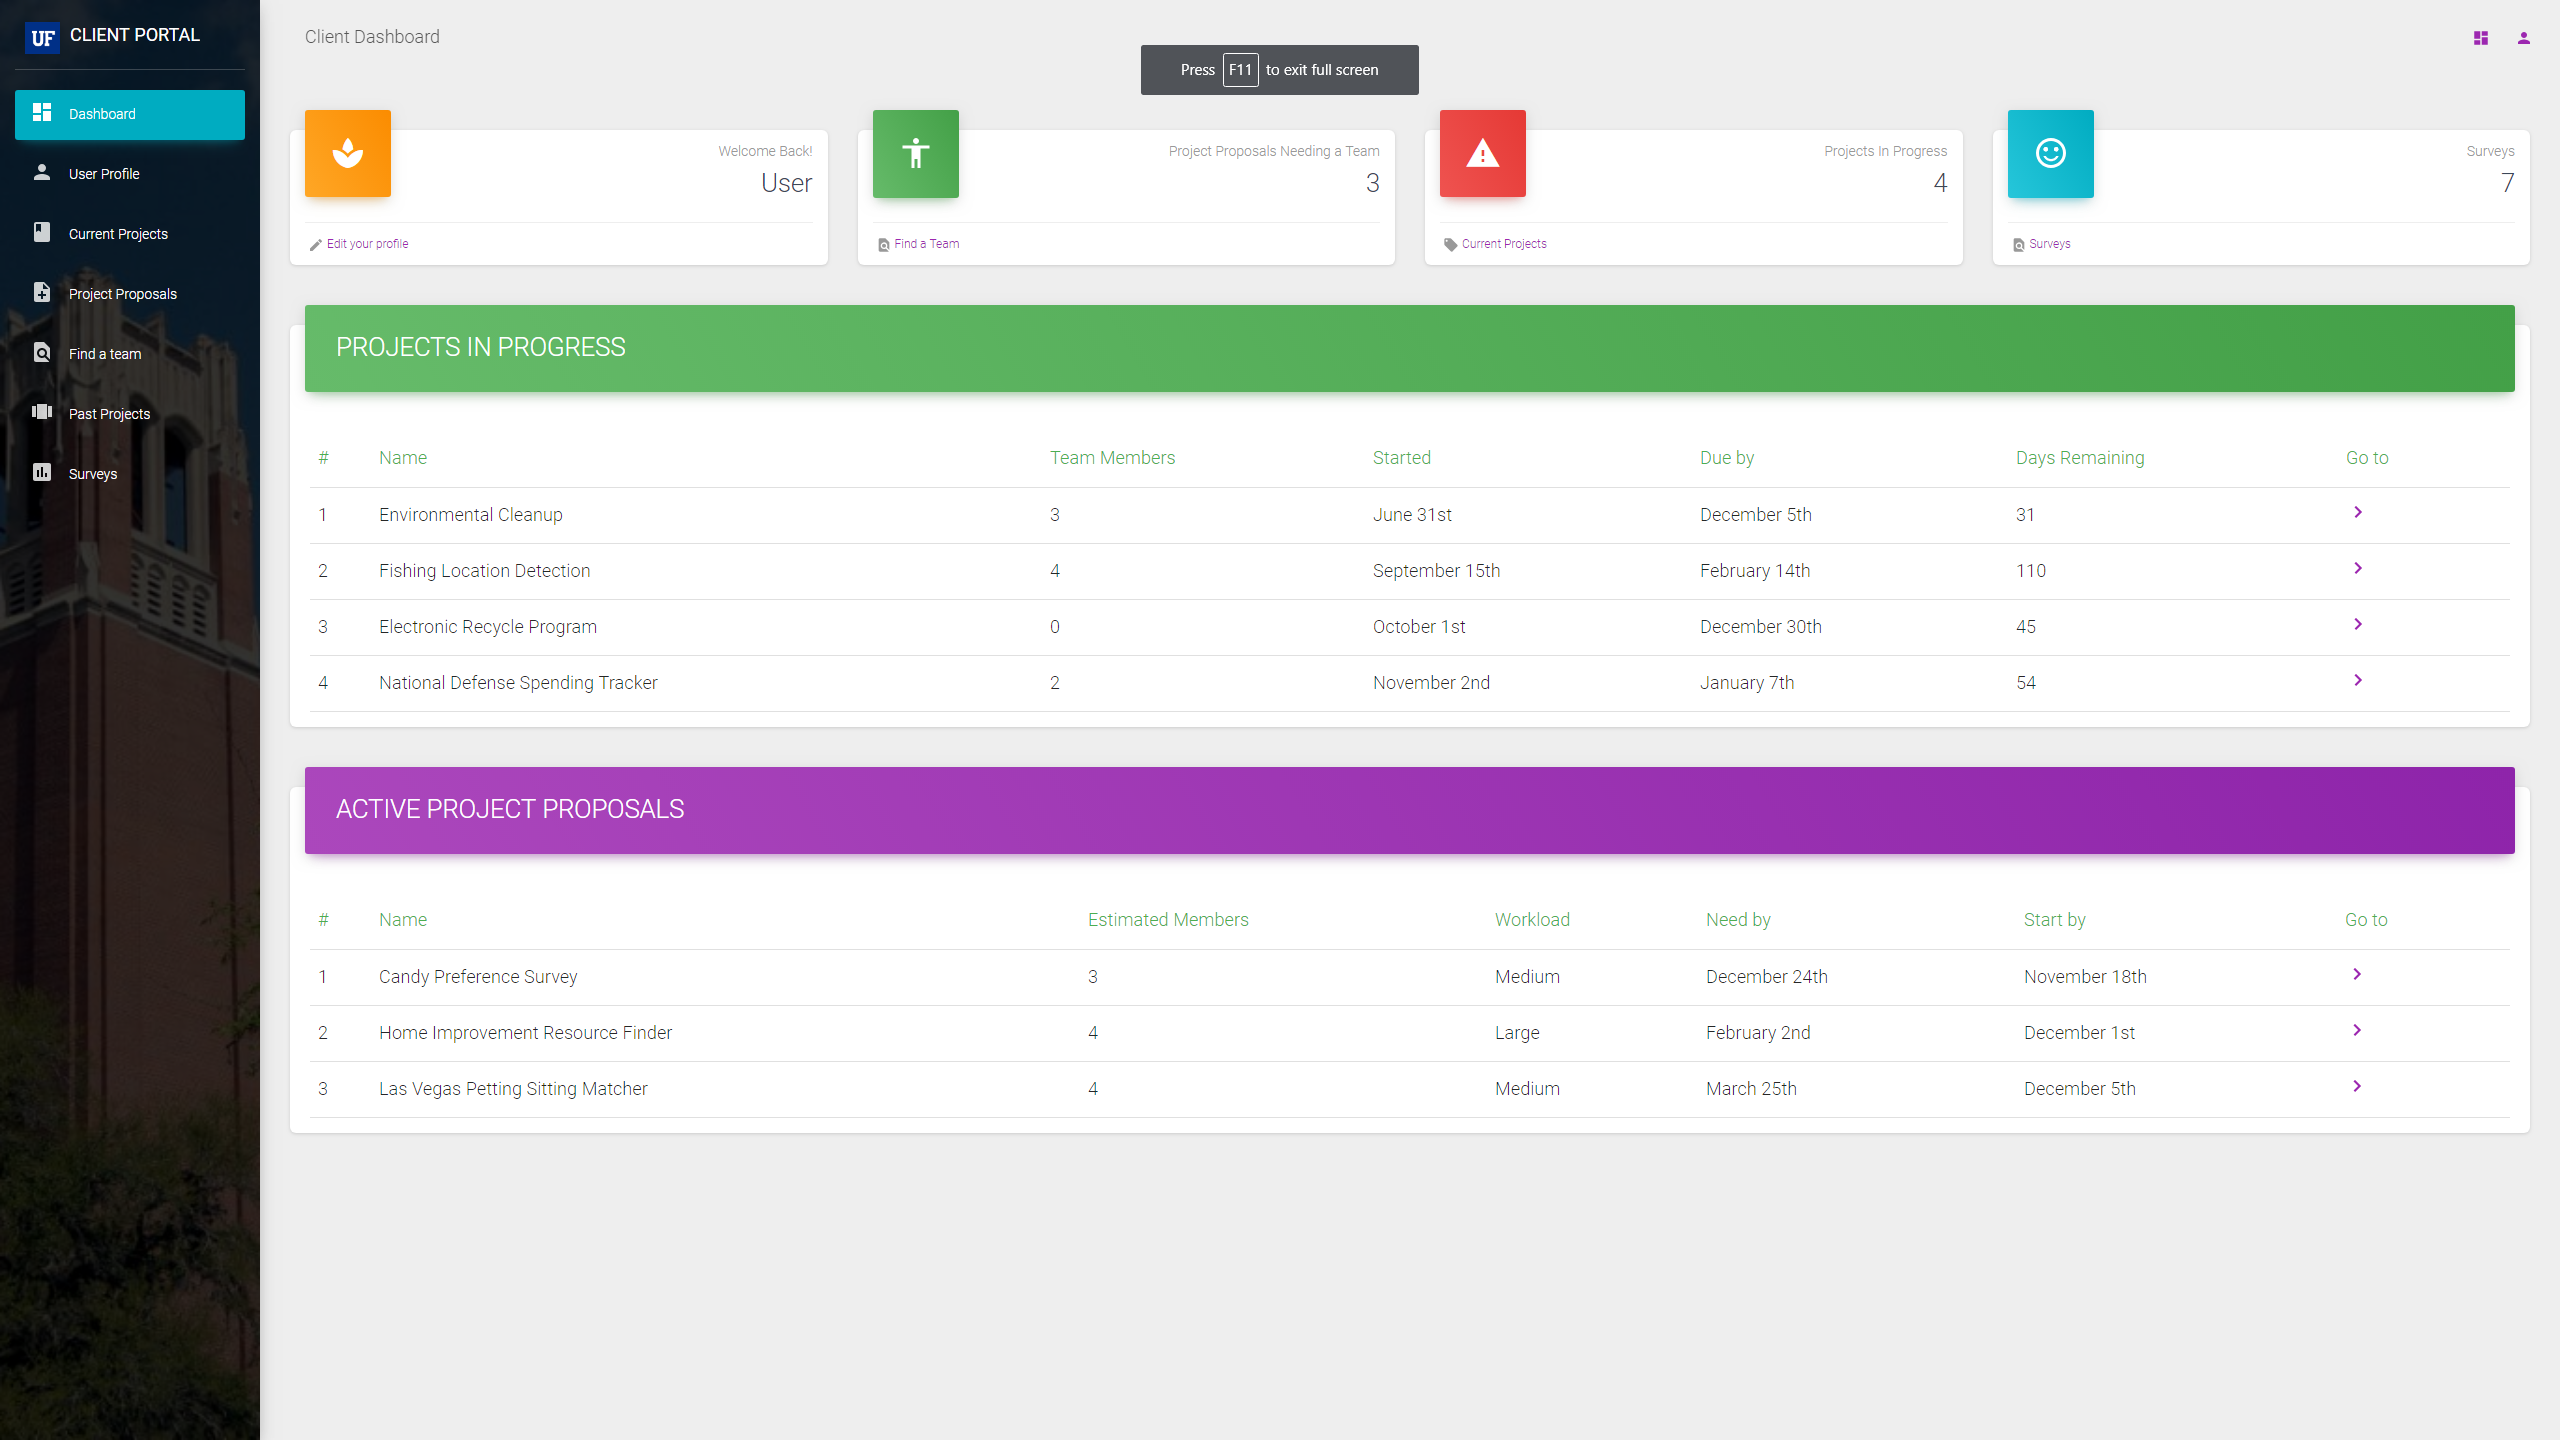 UF CLIENT PORTAL
Dashboard
User Profile
Current Projects
Project Proposals
Find a team
Past Projects
Surveys
Client Dashboard
Press F11 to exit full screen
Welcome Back!
User
Edit your profile
Project Proposals Needing a Team
3
Find a Team
Projects In Progress
4
Current Projects
Surveys
7
Surveys
PROJECTS IN PROGRESS
# Name Team Members Started Due by Days Remaining Go to
1 Environmental Cleanup 3 June 31st December 5th 31
2 Fishing Location Detection 4 September 15th February 14th 110
3 Electronic Recycle Program 0 October 1st December 30th 45
4 National Defense Spending Tracker 2 November 2nd January 7th 54
ACTIVE PROJECT PROPOSALS
# Name Estimated Members Workload Need by Start by Go to
1 Candy Preference Survey 3 Medium December 24th November 18th
2 Home Improvement Resource Finder 4 Large February 2nd December 1st
3 Las Vegas Petting Sitting Matcher 4 Medium March 25th December 5th